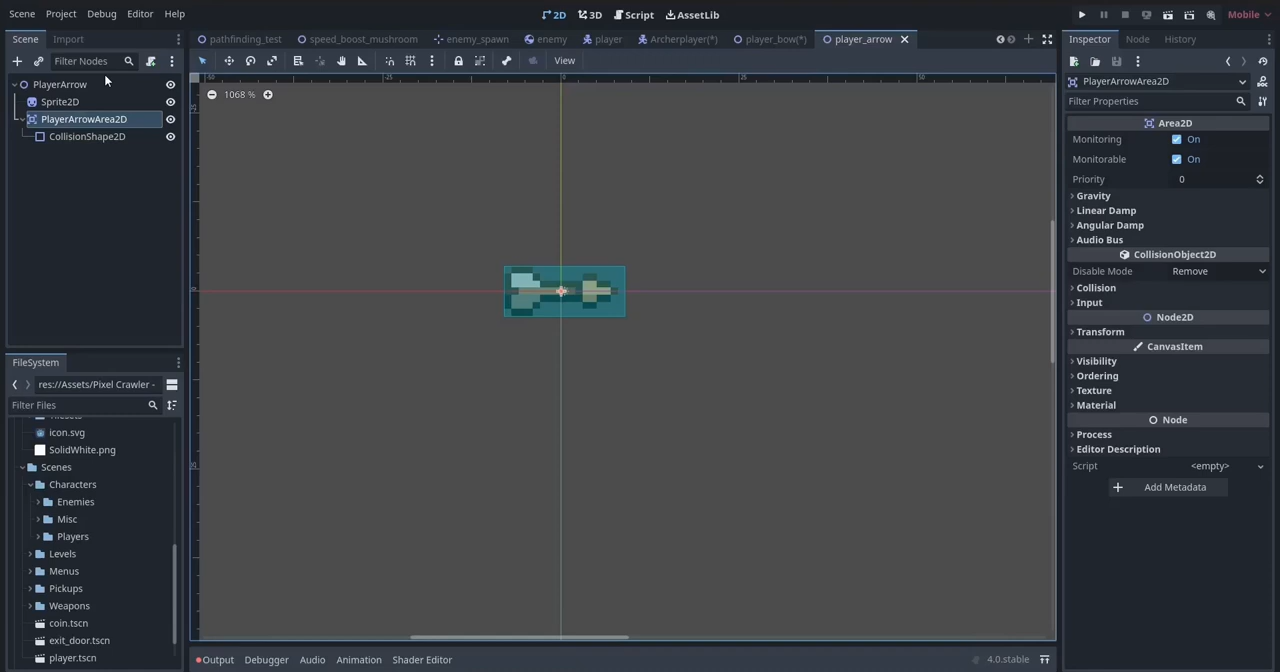 Scene Project Debug Editor Help
2D 3D Script AssetLib
Mobile
Scene Import
pathfinding_test speed_boost_mushroom enemy_spawn enemy player Archerplayer(*) player_bow(*) player_arrow
Inspector Node History
Filter Nodes
View
PlayerArrow
Sprite2D
PlayerArrowArea2D
CollisionShape2D
-50 -25 0 25 50
1068 %
PlayerArrowArea2D
Filter Properties
Area2D
Monitoring On
Monitorable On
Priority 0
Gravity
Linear Damp
Angular Damp
Audio Bus
CollisionObject2D
Disable Mode Remove
Collision
Input
Node2D
Transform
CanvasItem
Visibility
Ordering
Texture
Material
Node
Process
Editor Description
Script <empty>
Add Metadata
FileSystem
res://Assets/Pixel Crawler -
Filter Files
icon.svg
SolidWhite.png
Scenes
Characters
Enemies
Misc
Players
Levels
Menus
Pickups
Weapons
coin.tscn
exit_door.tscn
player.tscn
Output Debugger Audio Animation Shader Editor
4.0.stable